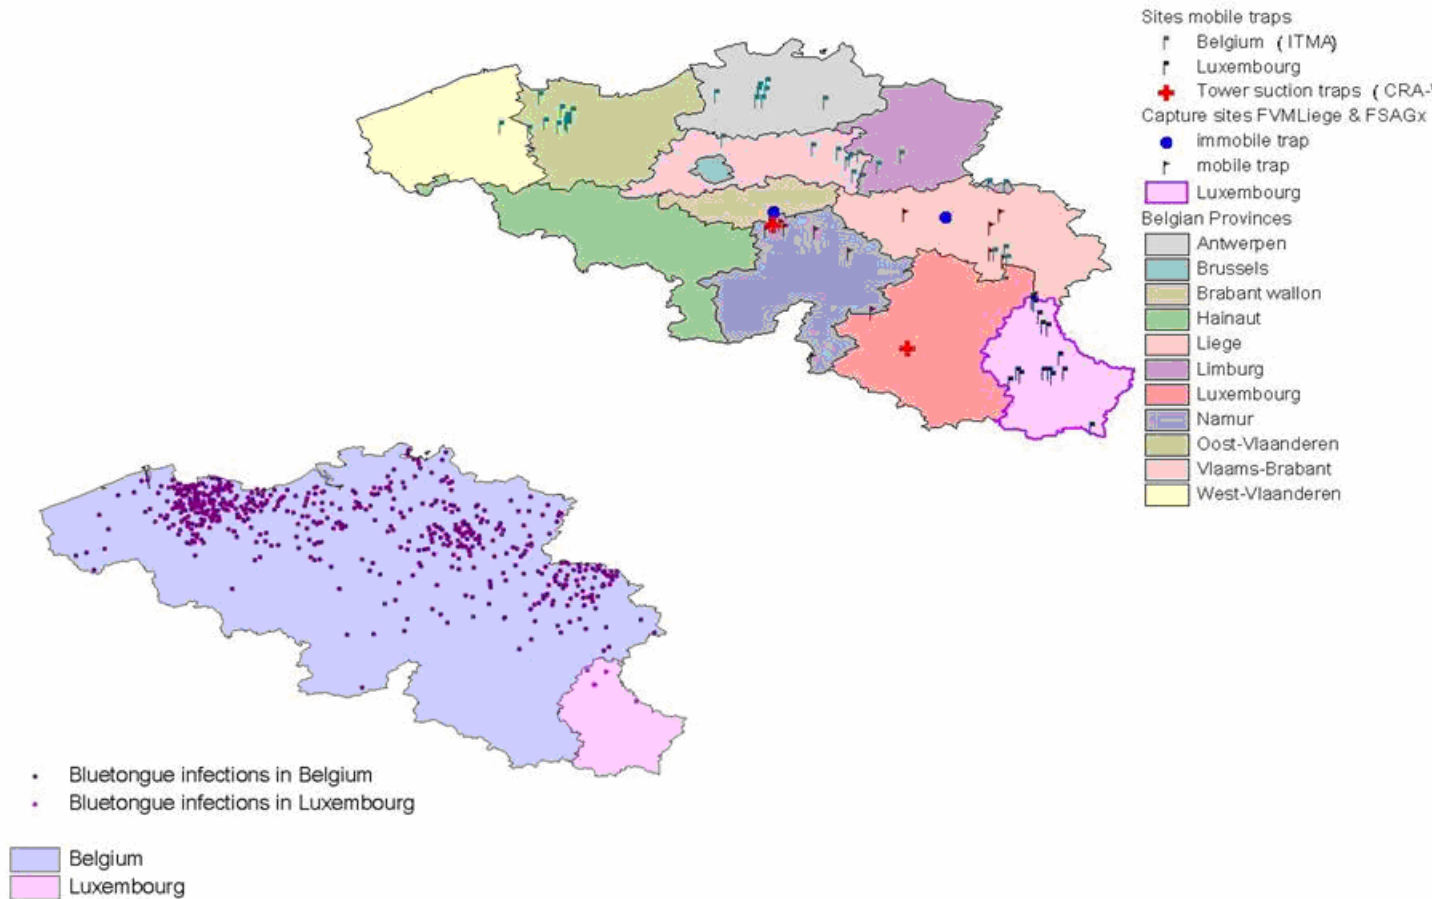 Sites mobile traps
Belgium ( ITMA)
Luxembourg
Tower suction traps ( CRA-
Capture sites FVMLiege & FSAGx
immobile trap
mobile trap
Luxembourg
Belgian Provinces
Antwerpen
Brussels
Brabant wallon
Hainaut
Liege
Limburg
Luxembourg
Namur
Oost-Vlaanderen
Vlaams-Brabant
West-Vlaanderen
Bluetongue infections in Belgium
Bluetongue infections in Luxembourg
Belgium
Luxembourg